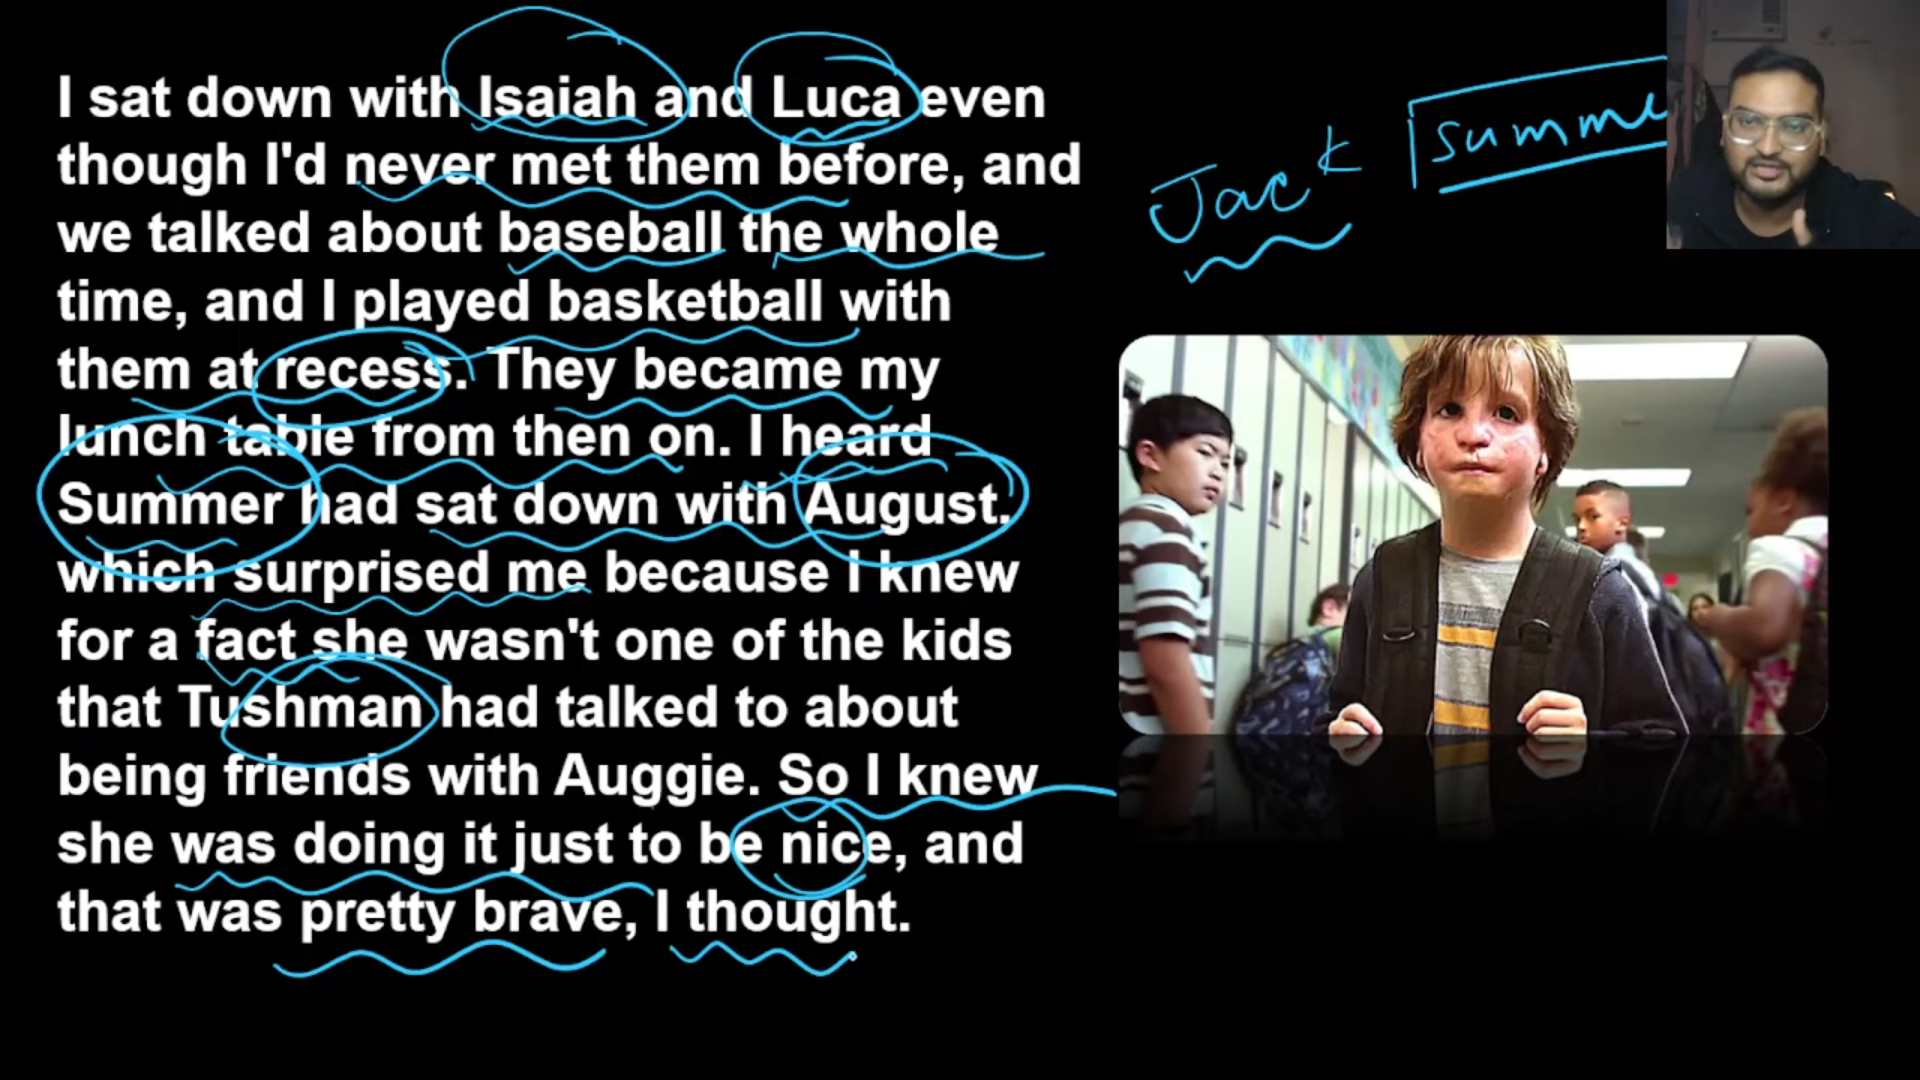 I sat down with Isaiah and Luca even
though I'd never met them before, and
we talked about baseball the whole
time, and I played basketball with
them at recess. They became my
lunch table from then on. I heard
Summer had sat down with August.
which surprised me because I knew
for a fact she wasn't one of the kids
that Tushman had talked to about
being friends with Auggie. So I knew
she was doing it just to be nice, and
that was pretty brave, I thought.
Jack summe